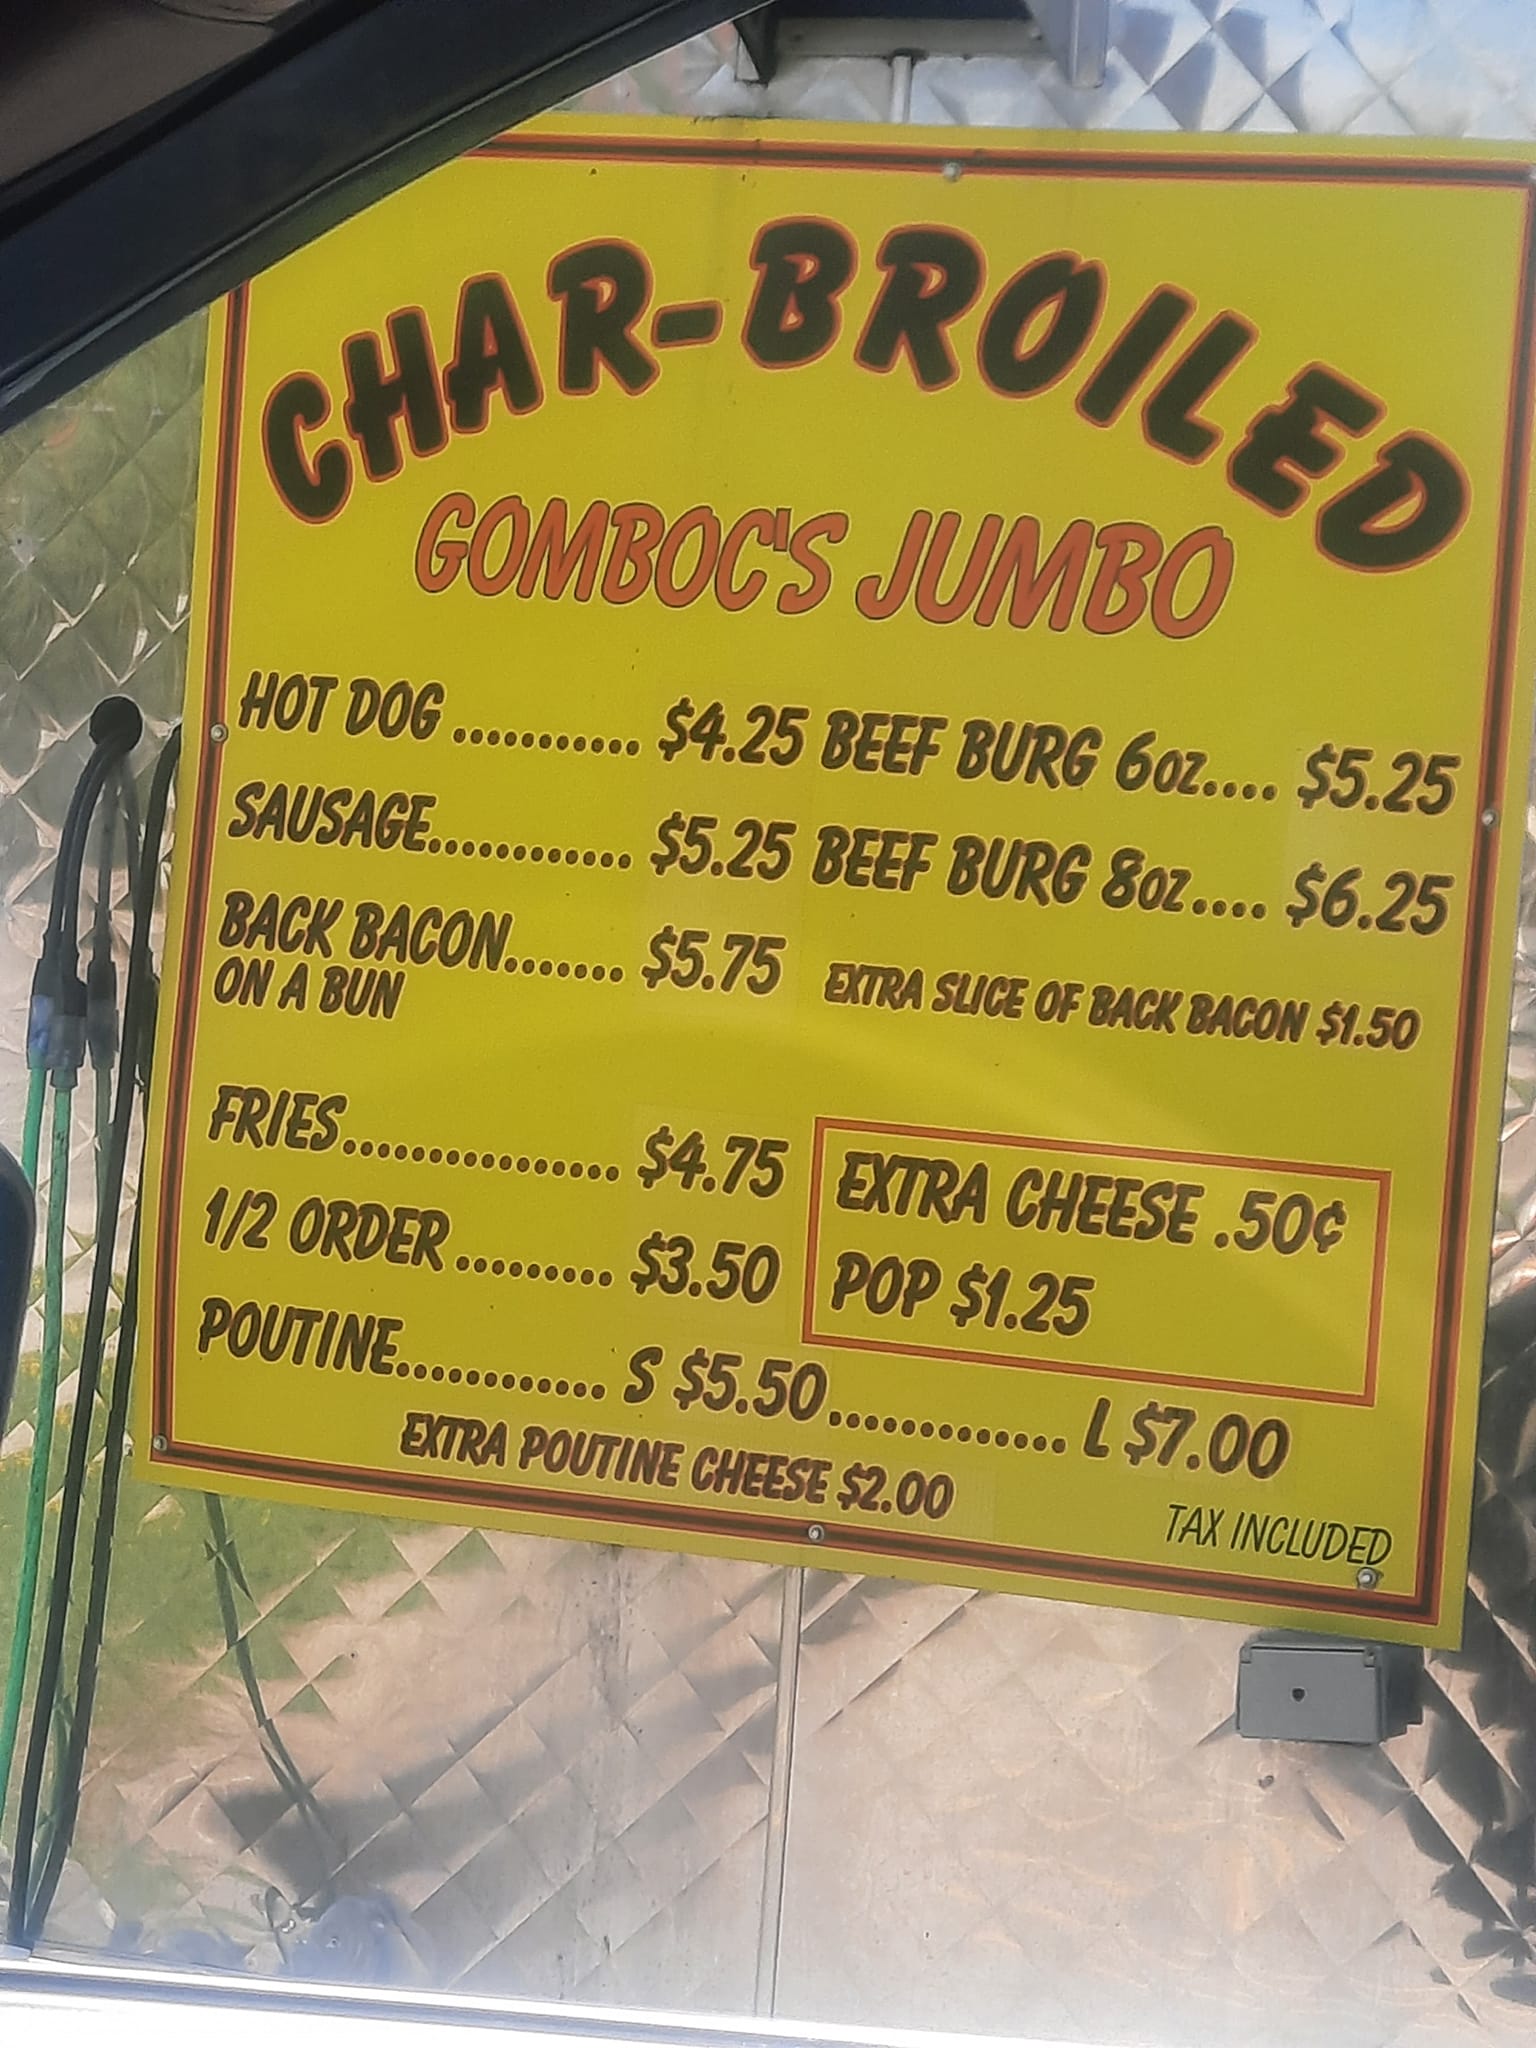 CHAR-BROILED
GOMBOC'S JUMBO
HOT DOG ........... $4.25 BEEF BURG 6oz.... $5.25
SAUSAGE............ $5.25 BEEF BURG 8oz.... $6.25
BACK BACON....... $5.75 EXTRA SLICE OF BACK BACON $1.50
ON A BUN
FRIES................ $4.75
1/2 ORDER ......... $3.50
EXTRA CHEESE .50¢
POP $1.25
POUTINE............ S $5.50............. L $7.00
EXTRA POUTINE CHEESE $2.00
TAX INCLUDED